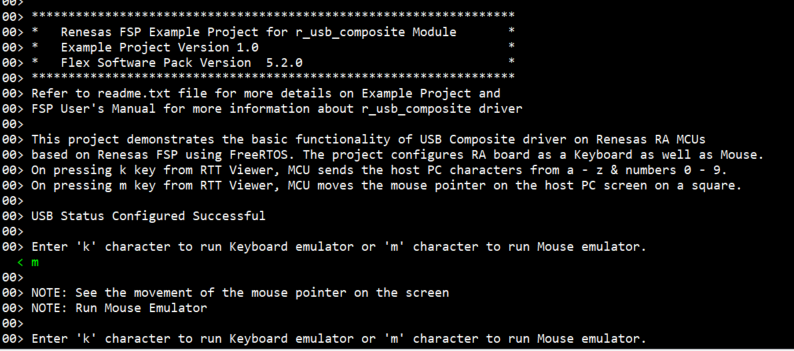 00>
00> ****************************************************************
00> *   Renesas FSP Example Project for r_usb_composite Module       *
00> *   Example Project Version 1.0                                  *
00> *   Flex Software Pack Version  5.2.0                            *
00> ****************************************************************
00> Refer to readme.txt file for more details on Example Project and
00> FSP User's Manual for more information about r_usb_composite driver
00>
00> This project demonstrates the basic functionality of USB Composite driver on Renesas RA MCUs
00> based on Renesas FSP using FreeRTOS. The project configures RA board as a Keyboard as well as Mouse.
00> On pressing k key from RTT Viewer, MCU sends the host PC characters from a - z & numbers 0 - 9.
00> On pressing m key from RTT Viewer, MCU moves the mouse pointer on the host PC screen on a square.
00>
00> USB Status Configured Successful
00>
00> Enter 'k' character to run Keyboard emulator or 'm' character to run Mouse emulator.
< m
00>
00> NOTE: See the movement of the mouse pointer on the screen
00> NOTE: Run Mouse Emulator
00>
00> Enter 'k' character to run Keyboard emulator or 'm' character to run Mouse emulator.